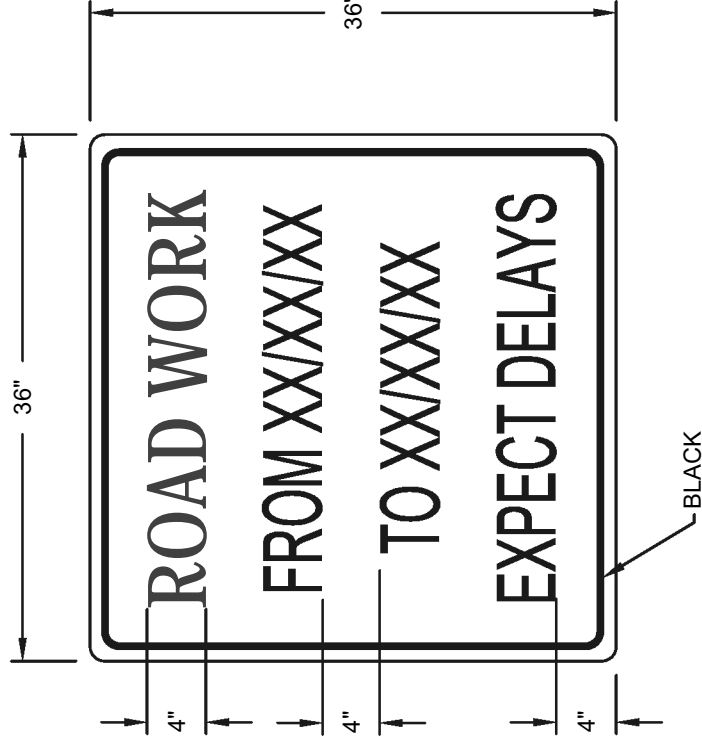 36"
36"
ROAD WORK
FROM XX/XX/XX
TO XX/XX/XX
EXPECT DELAYS
4"
4"
4"
BLACK